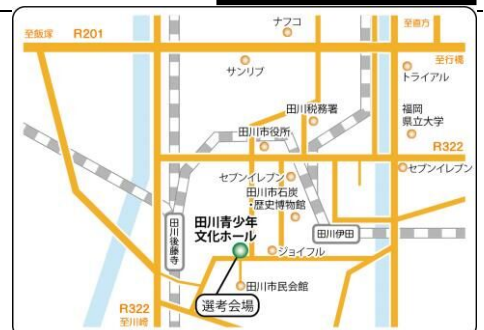 ナフコ
至直方
至飯塚
R201
至行橋
サンリブ
トライアル
田川税務署
福岡
県立大学
田川市役所
R322
セブンイレブン
セブンイレブン
田川市石炭
・歴史博物館
田川青少年
文化ホール
田川後藤寺
田川伊田
ジョイフル
田川市民会館
選考会場
R322
至川崎